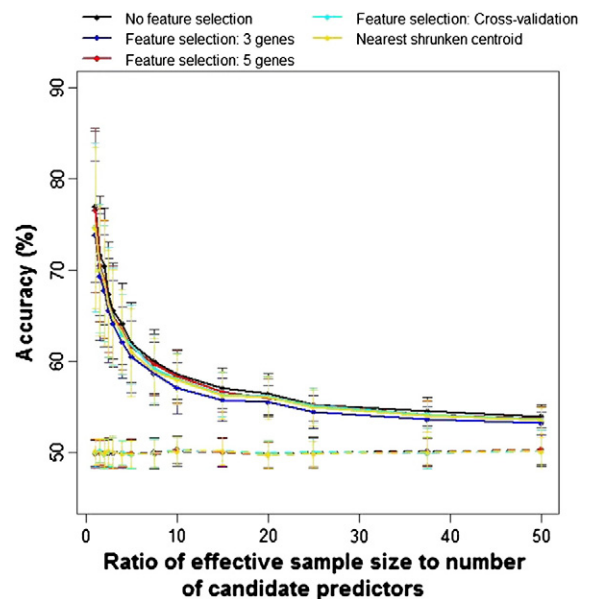 No feature selection
Feature selection: 3 genes
Feature selection: 5 genes
Feature selection: Cross-validation
Nearest shrunken centroid
90
80
70
60
50
Accuracy (%)
0 10 20 30 40 50
Ratio of effective sample size to number
of candidate predictors